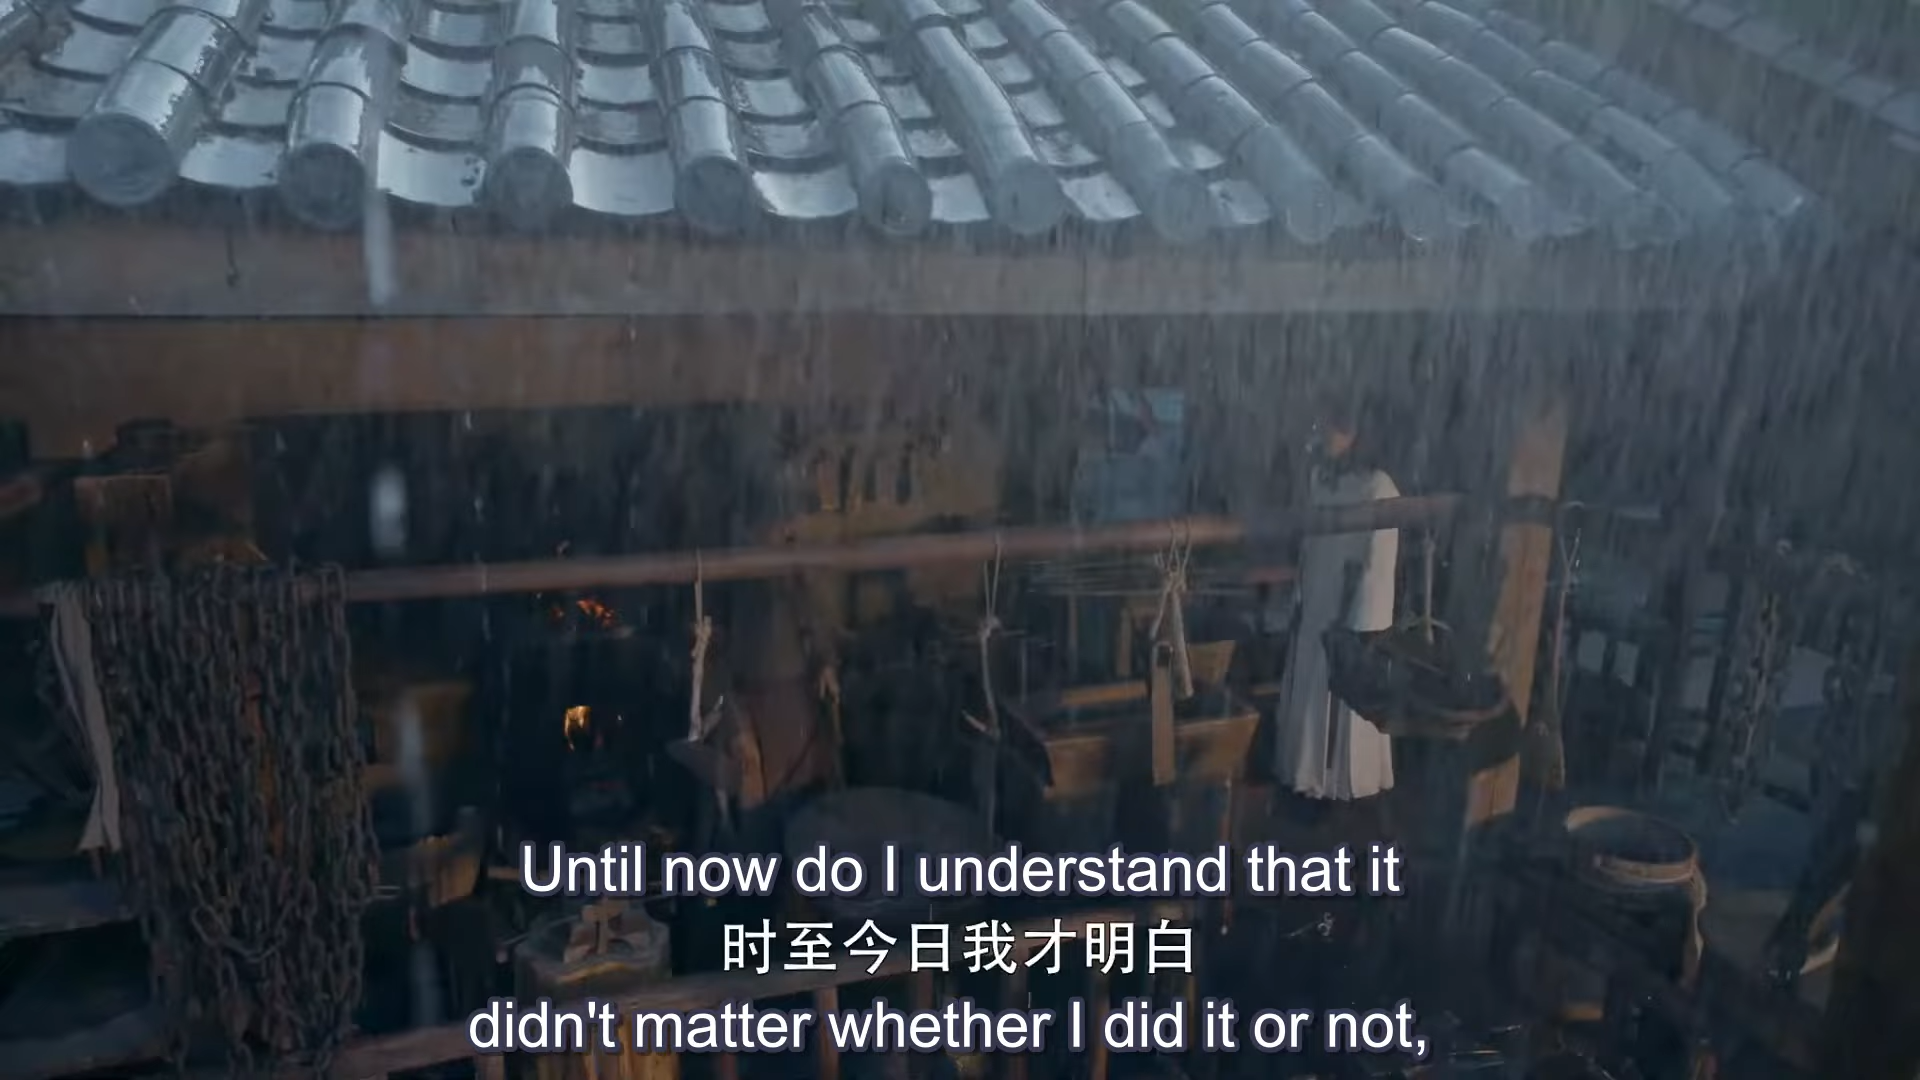 Until now do I understand that it
时至今日我才明白
didn't matter whether I did it or not,